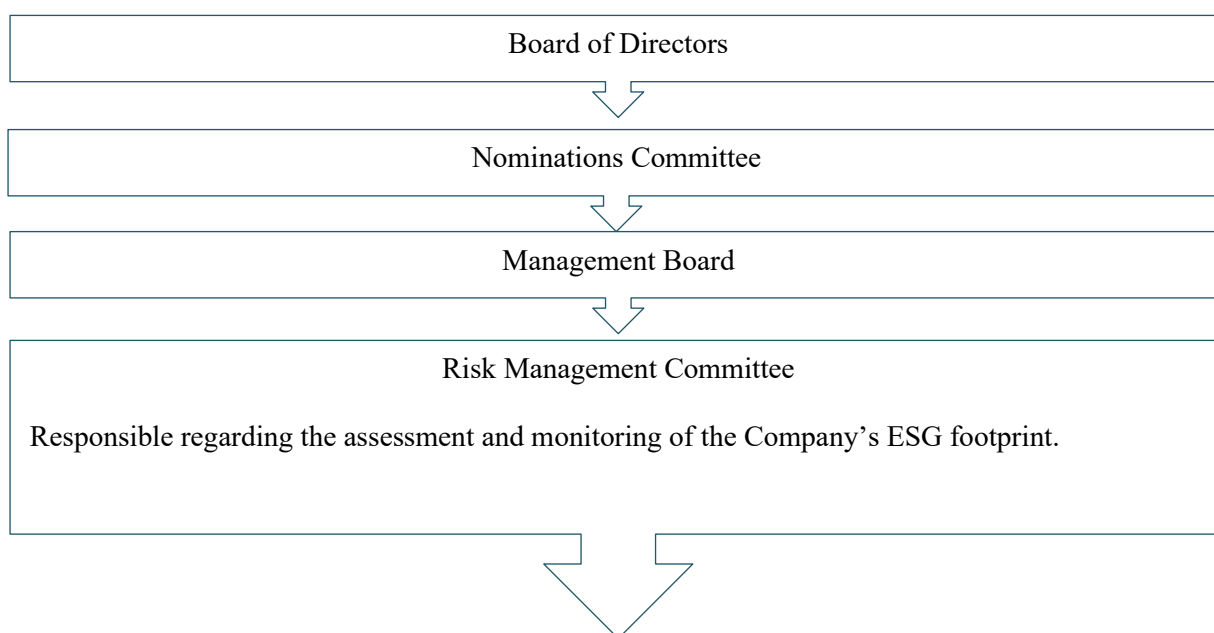 Board of Directors
Nominations Committee
Management Board
Risk Management Committee
Responsible regarding the assessment and monitoring of the Company’s ESG footprint.